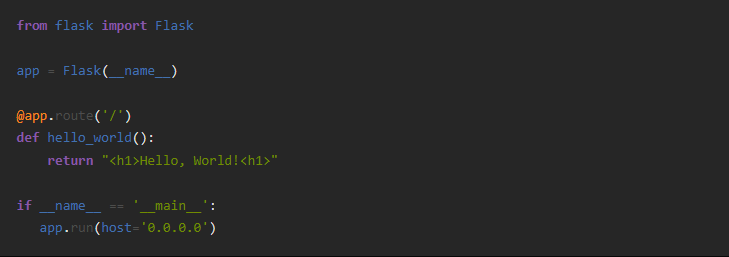 from flask import Flask

app = Flask(__name__)

@app.route('/')
def hello_world():
    return "<h1>Hello, World!<h1>"

if __name__ == '__main__':
   app.run(host='0.0.0.0')